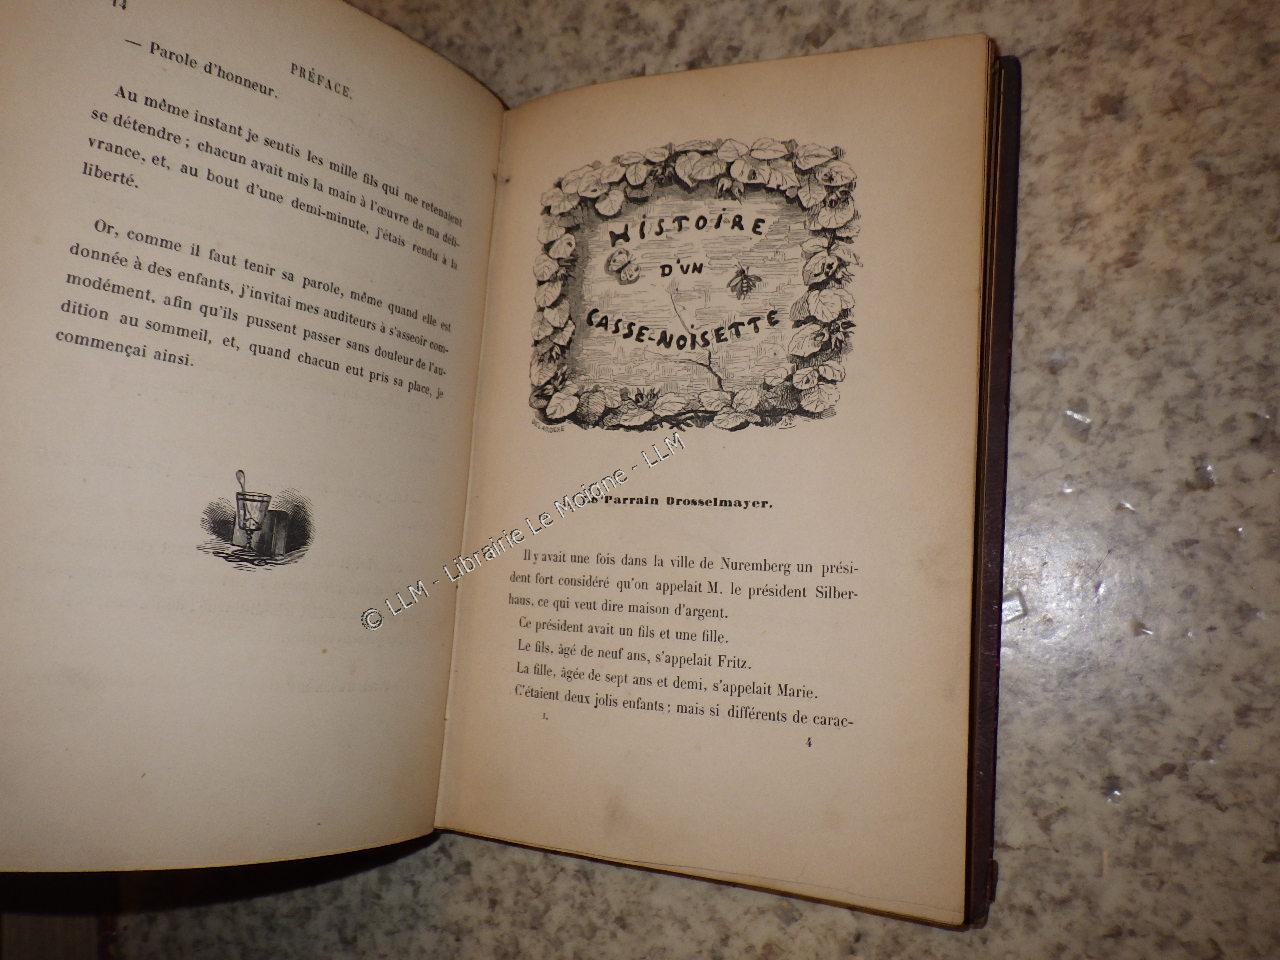 14
PRÉFACE.
— Parole d'honneur.
Au même instant je sentis les mille fils qui me retenaient
se détendre ; chacun avait mis la main à l'œuvre de ma déli-
vrance, et, au bout d'une demi-minute, j'étais rendu à la
liberté.
Or, comme il faut tenir sa parole, même quand elle est
donnée à des enfants, j'invitai mes auditeurs à s'asseoir com-
modément, afin qu'ils pussent passer sans douleur de l'au-
dition au sommeil, et, quand chacun eut pris sa place, je
commençai ainsi.
HISTOIRE
D'UN
CASSE-NOISETTE
Parrain Drosselmayer.
Il y avait une fois dans la ville de Nuremberg un prési-
dent fort considéré qu'on appelait M. le président Silber-
haus, ce qui veut dire maison d'argent.
Ce président avait un fils et une fille.
Le fils, âgé de neuf ans, s'appelait Fritz.
La fille, âgée de sept ans et demi, s'appelait Marie.
C'étaient deux jolis enfants ; mais si différents de carac-
1.
4
© LLM - Librairie Le Moigne - LLM